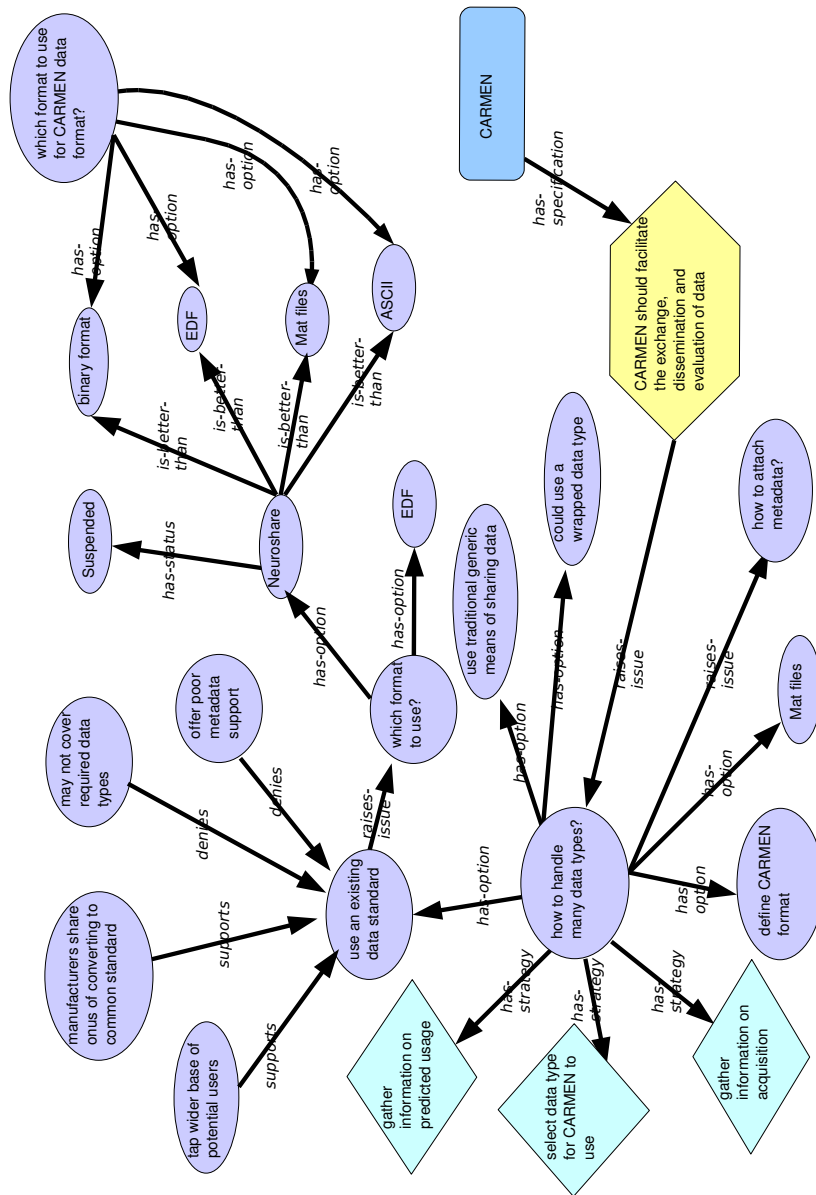 tap wider base of
potential users
manufacturers share
onus of converting to
common standard
may not cover
required data
types
offer poor
metadata
support
Suspended
binary format
EDF
Mat files
ASCII
which format to use
for CARMEN data
format?
has-
option
has-
option
has-
option
has-
option
is-better-
than
is-better-
than
is-better-
than
is-better-
than
has-status
Neuroshare
supports
supports
denies
denies
use an existing
data standard
raises-
issue
which format
to use?
has-option
has-option
EDF
gather
information on
predicted usage
select data type
for CARMEN to
use
gather
information on
acquisition
has-
strategy
has-
strategy
has-
strategy
how to handle
many data types?
has-option
has-option
has-option
use traditional generic
means of sharing data
could use a
wrapped data type
define CARMEN
format
has-
option
Mat files
has-
option
how to attach
metadata?
raises-
issue
raises-
issue
CARMEN should facilitate
the exchange,
dissemination and
evaluation of data
has-
specification
CARMEN